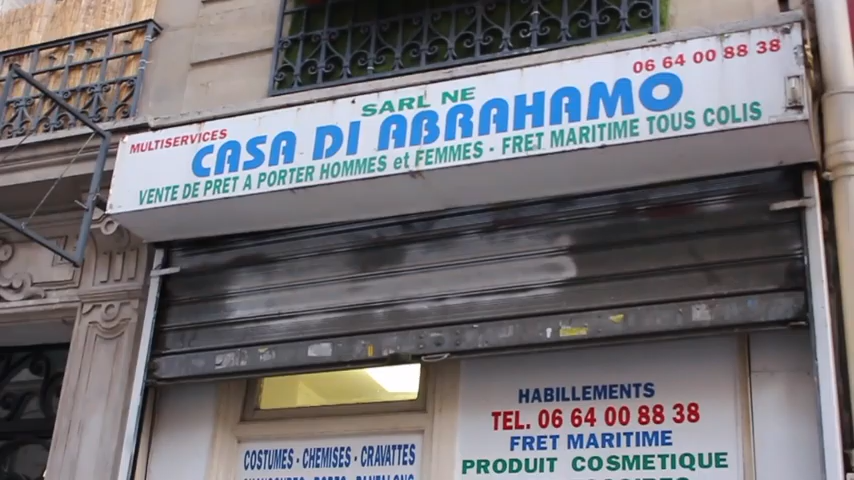 SARL NE
06 64 00 88 38
MULTISERVICES
CASA DI ABRAHAMO
VENTE DE PRET A PORTER HOMMES et FEMMES - FRET MARITIME TOUS COLIS
HABILLEMENTS
TEL. 06 64 00 88 38
FRET MARITIME
PRODUIT COSMETIQUE
COSTUMES - CHEMISES - CRAVATTES